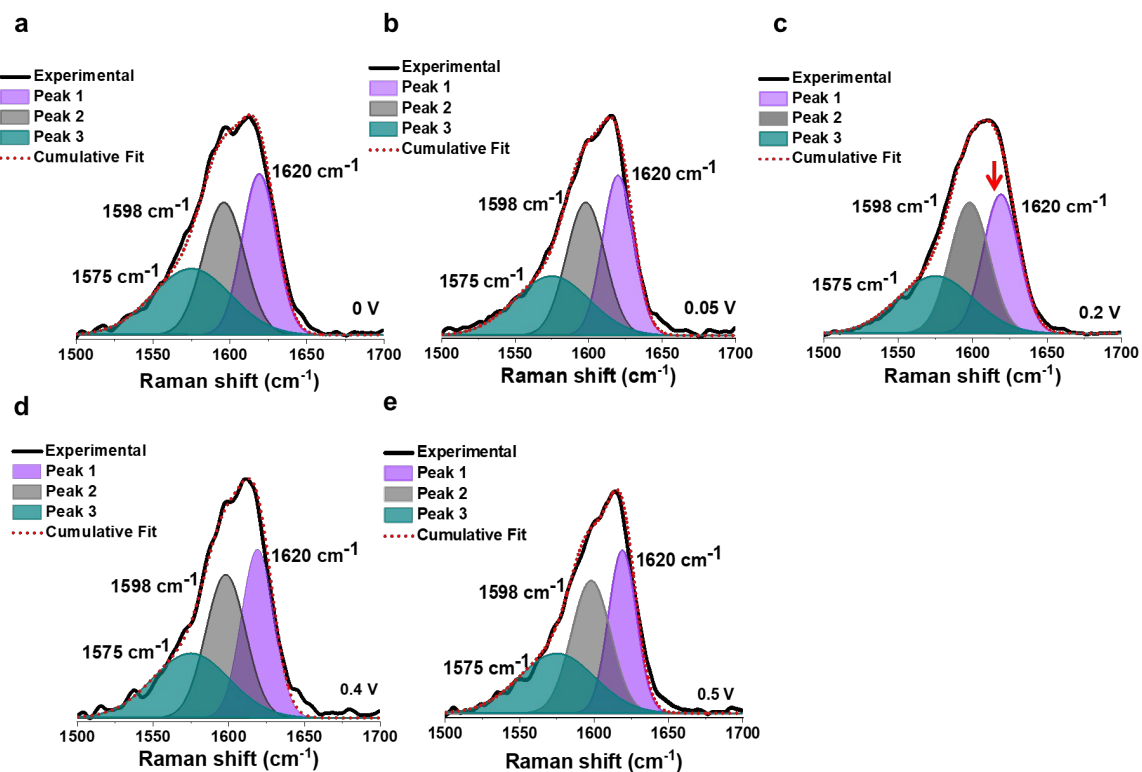 a
Experimental
Peak 1
Peak 2
Peak 3
Cumulative Fit
1620 cm⁻¹
1598 cm⁻¹
1575 cm⁻¹
0 V
1500 1550 1600 1650 1700
Raman shift (cm⁻¹)
b
Experimental
Peak 1
Peak 2
Peak 3
Cumulative Fit
1620 cm⁻¹
1598 cm⁻¹
1575 cm⁻¹
0.05 V
1500 1550 1600 1650 1700
Raman shift (cm⁻¹)
c
Experimental
Peak 1
Peak 2
Peak 3
Cumulative Fit
1598 cm⁻¹
1620 cm⁻¹
1575 cm⁻¹
0.2 V
1500 1550 1600 1650 1700
Raman shift (cm⁻¹)
d
Experimental
Peak 1
Peak 2
Peak 3
Cumulative Fit
1620 cm⁻¹
1598 cm⁻¹
1575 cm⁻¹
0.4 V
1500 1550 1600 1650 1700
Raman shift (cm⁻¹)
e
Experimental
Peak 1
Peak 2
Peak 3
Cumulative Fit
1620 cm⁻¹
1598 cm⁻¹
1575 cm⁻¹
0.5 V
1500 1550 1600 1650 1700
Raman shift (cm⁻¹)